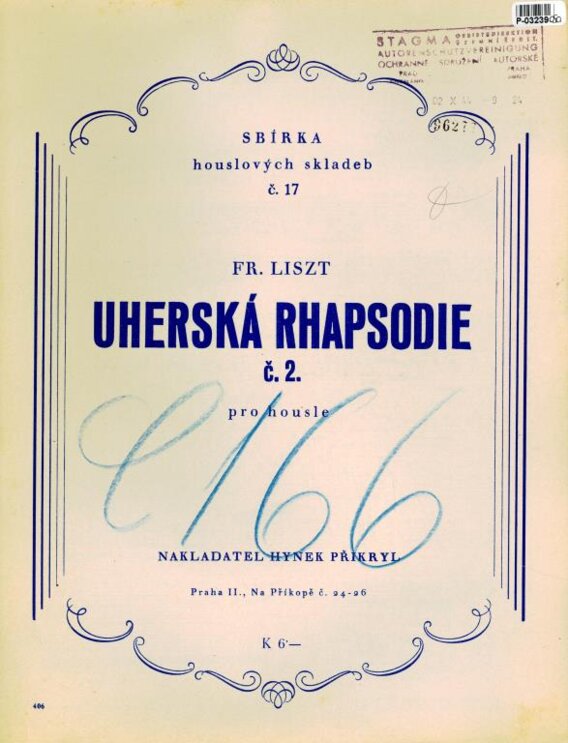 P-03239
STAGMA
AUTORENSCHUTZVEREINIGUNG
OCHRANNÉ SDRUŽENÍ AUTORSKÉ
PRAHA
SBÍRKA
houslových skladeb
č. 17
FR. LISZT
UHERSKÁ RHAPSODIE
č. 2.
pro housle
C166
NAKLADATEL HYNEK PŘIKRYL
Praha II., Na Příkopě č. 24-26
K 6·—
406